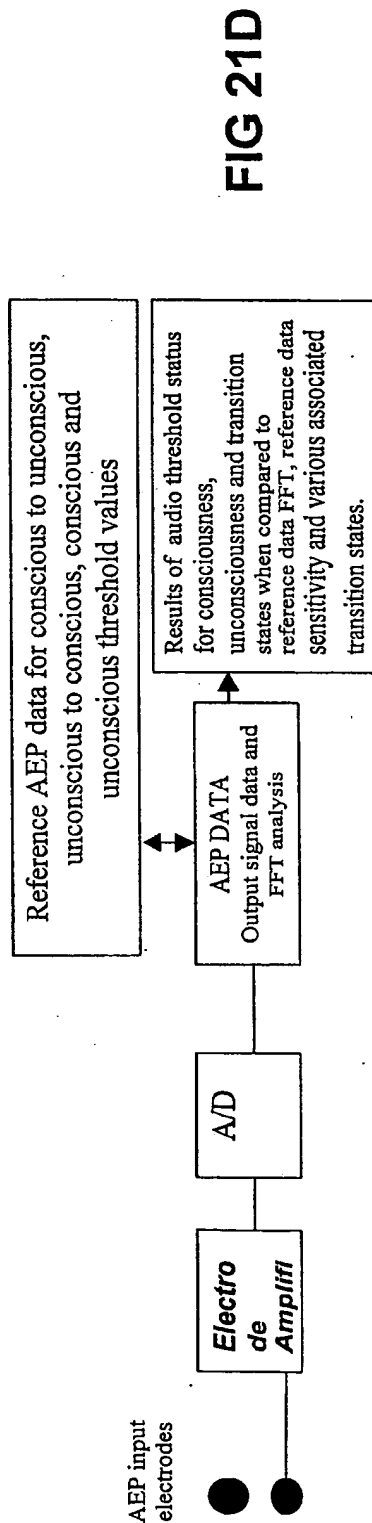 AEP input
electrodes
Electro
de
Amplifi
A/D
AEP DATA
Output signal data and
FFT analysis
Reference AEP data for conscious to unconscious,
unconscious to conscious, conscious and
unconscious threshold values
Results of audio threshold status
for consciousness,
unconsciousness and transition
states when compared to
reference data FFT, reference data
sensitivity and various associated
transition states.
FIG 21D